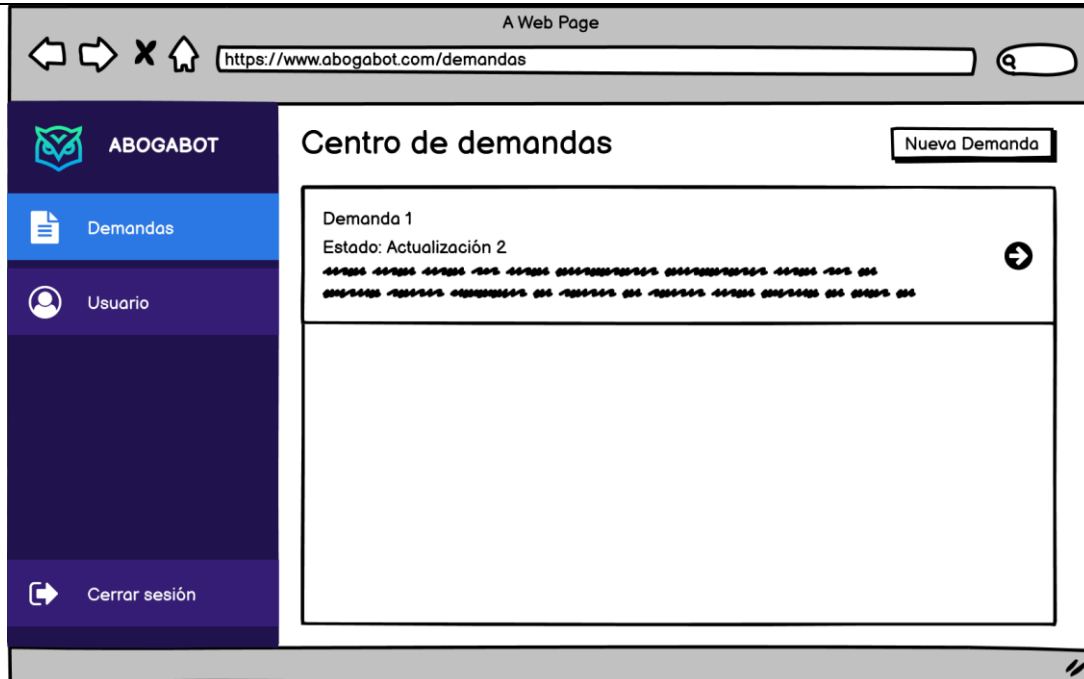 A Web Page
https://www.abogabot.com/demandas
ABOGABOT
Demandas
Usuario
Cerrar sesión
Centro de demandas
Nueva Demanda
Demanda 1
Estado: Actualización 2